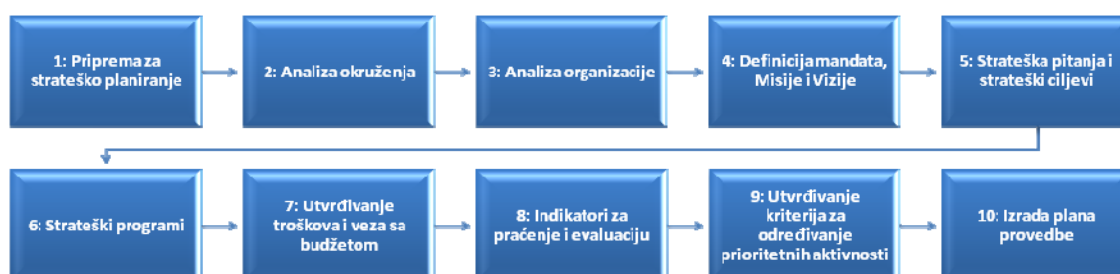 1: Priprema za
strateško planiranje
2: Analiza okruženja
3: Analiza organizacije
4: Definicija mandata,
Misije i Vizije
5: Strateška pitanja i
strateški ciljevi
6: Strateški programi
7: Utvrđivanje
troškova i veza sa
budžetom
8: Indikatori za
praćenje i evaluaciju
9: Utvrđivanje
kriterija za
određivanje
prioritetnih aktivnosti
10: Izrada plana
provedbe